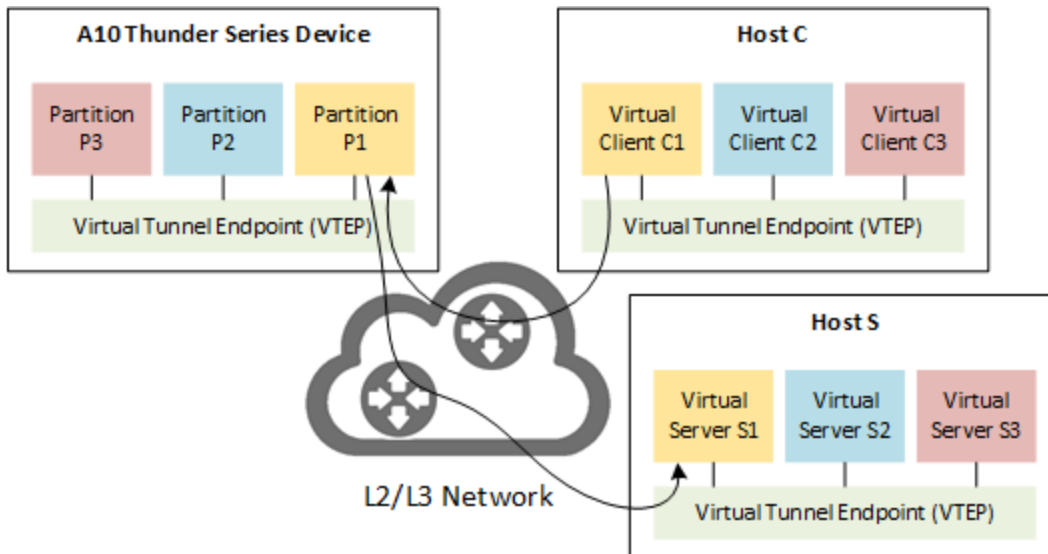 A10 Thunder Series Device
Partition
P3
Partition
P2
Partition
P1
Virtual Tunnel Endpoint (VTEP)
Host C
Virtual
Client C1
Virtual
Client C2
Virtual
Client C3
Virtual Tunnel Endpoint (VTEP)
L2/L3 Network
Host S
Virtual
Server S1
Virtual
Server S2
Virtual
Server S3
Virtual Tunnel Endpoint (VTEP)